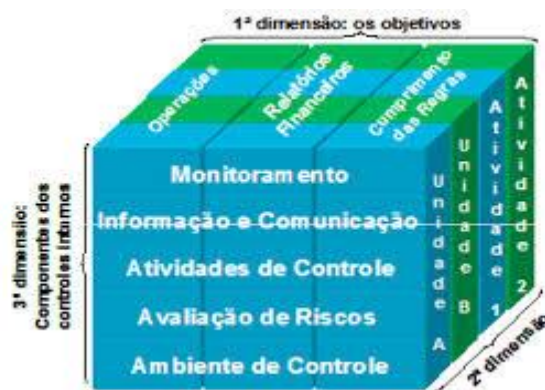 1ª dimensão: os objetivos
Operações
Relatórios
Financeiros
Cumprimento
das Regras
3ª dimensão:
Componentes dos
controles internos
Monitoramento
Informação e Comunicação
Atividades de Controle
Avaliação de Riscos
Ambiente de Controle
Unidade A
Unidade B
Atividade 1
Atividade 2
2ª dimensão